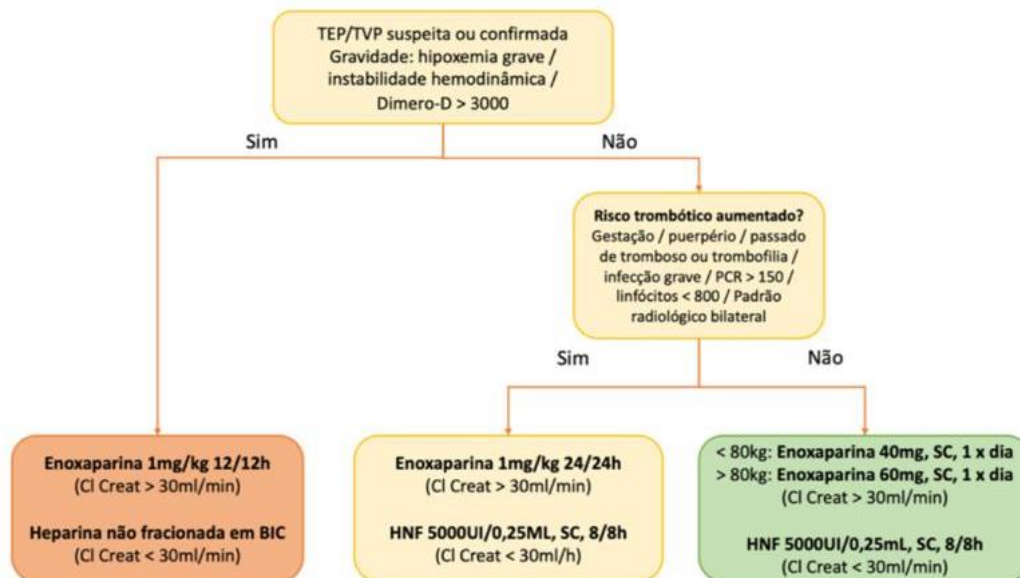 TEP/TVP suspeita ou confirmada
Gravidade: hipoxemia grave /
instabilidade hemodinâmica /
Dimero-D > 3000
Sim
Não
Risco trombótico aumentado?
Gestação / puerpério / passado
de tromboso ou trombofilia /
infecção grave / PCR > 150 /
linfócitos < 800 / Padrão
radiológico bilateral
Sim
Não
Enoxaparina 1mg/kg 12/12h
(Cl Creat > 30ml/min)
Heparina não fracionada em BIC
(Cl Creat < 30ml/min)
Enoxaparina 1mg/kg 24/24h
(Cl Creat > 30ml/min)
HNF 5000UI/0,25ML, SC, 8/8h
(Cl Creat < 30ml/h)
< 80kg: Enoxaparina 40mg, SC, 1 x dia
> 80kg: Enoxaparina 60mg, SC, 1 x dia
(Cl Creat > 30ml/min)
HNF 5000UI/0,25mL, SC, 8/8h
(Cl Creat < 30ml/min)